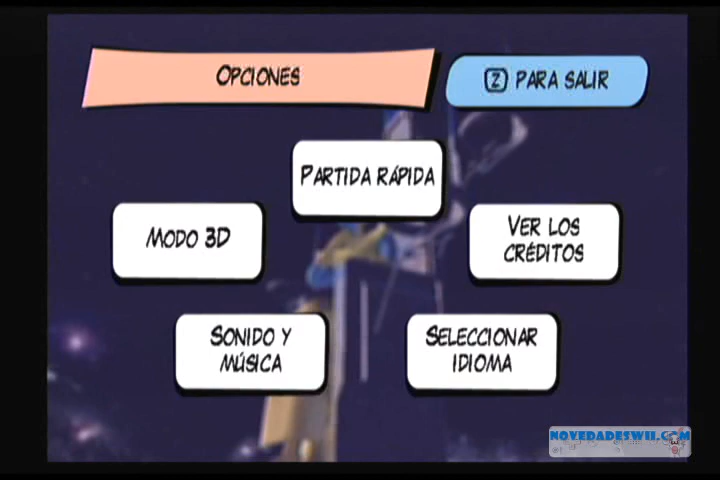 OPCIONES
Z PARA SALIR
PARTIDA RÁPIDA
MODO 3D
VER LOS
CRÉDITOS
SONIDO Y
MÚSICA
SELECCIONAR
IDIOMA
NOVEDADESWII.COM